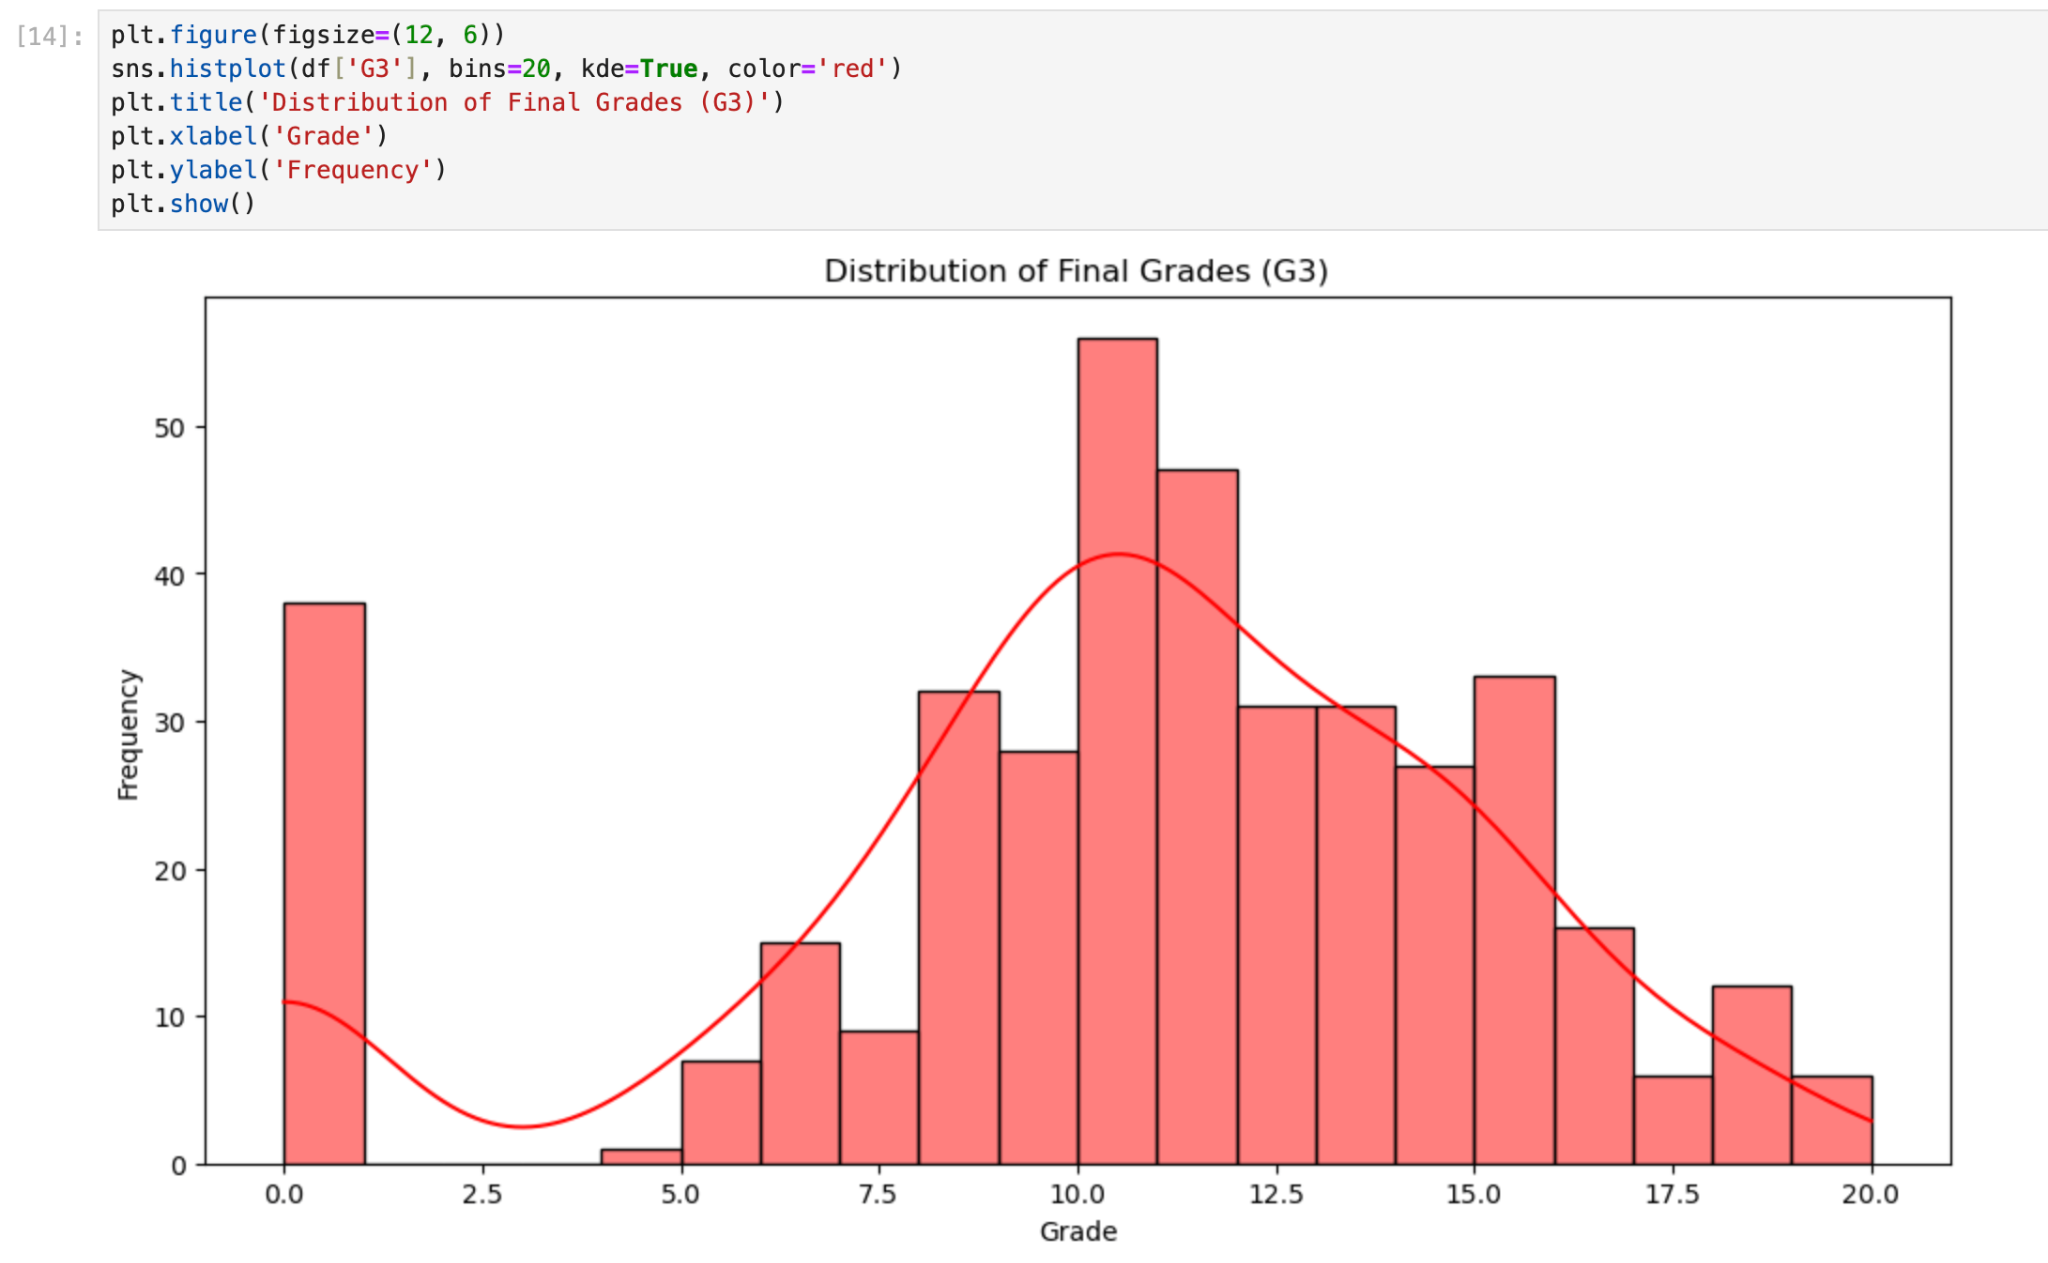 [14]:
plt.figure(figsize=(12, 6))
sns.histplot(df['G3'], bins=20, kde=True, color='red')
plt.title('Distribution of Final Grades (G3)')
plt.xlabel('Grade')
plt.ylabel('Frequency')
plt.show()
Distribution of Final Grades (G3)
Frequency
50
40
30
20
10
0
0.0 2.5 5.0 7.5 10.0 12.5 15.0 17.5 20.0
Grade